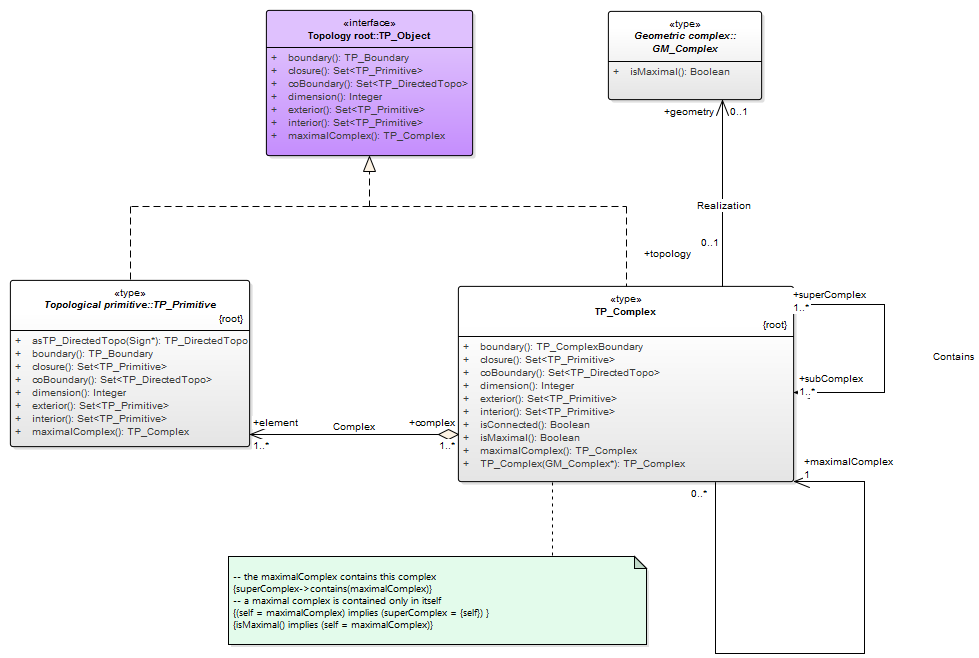 «interface»
Topology root::TP_Object
+ boundary(): TP_Boundary
+ closure(): Set<TP_Primitive>
+ coBoundary(): Set<TP_DirectedTopo>
+ dimension(): Integer
+ exterior(): Set<TP_Primitive>
+ interior(): Set<TP_Primitive>
+ maximalComplex(): TP_Complex
«type»
Geometric complex::
GM_Complex
+ isMaximal(): Boolean
+geometry
0..1
Realization
0..1
+topology
«type»
Topological primitive::TP_Primitive
{root}
+ asTP_DirectedTopo(Sign*): TP_DirectedTopo
+ boundary(): TP_Boundary
+ closure(): Set<TP_Primitive>
+ coBoundary(): Set<TP_DirectedTopo>
+ dimension(): Integer
+ exterior(): Set<TP_Primitive>
+ interior(): Set<TP_Primitive>
+ maximalComplex(): TP_Complex
+element
1..*
Complex
+complex
1..*
«type»
TP_Complex
{root}
+ boundary(): TP_ComplexBoundary
+ closure(): Set<TP_Primitive>
+ coBoundary(): Set<TP_DirectedTopo>
+ dimension(): Integer
+ exterior(): Set<TP_Primitive>
+ interior(): Set<TP_Primitive>
+ isConnected(): Boolean
+ isMaximal(): Boolean
+ maximalComplex(): TP_Complex
+ TP_Complex(GM_Complex*): TP_Complex
+superComplex
1..*
Contains
+subComplex
1..*
+maximalComplex
1
0..*
-- the maximalComplex contains this complex
{superComplex->contains(maximalComplex)}
-- a maximal complex is contained only in itself
{(self = maximalComplex) implies (superComplex = {self}) }
{isMaximal() implies (self = maximalComplex)}